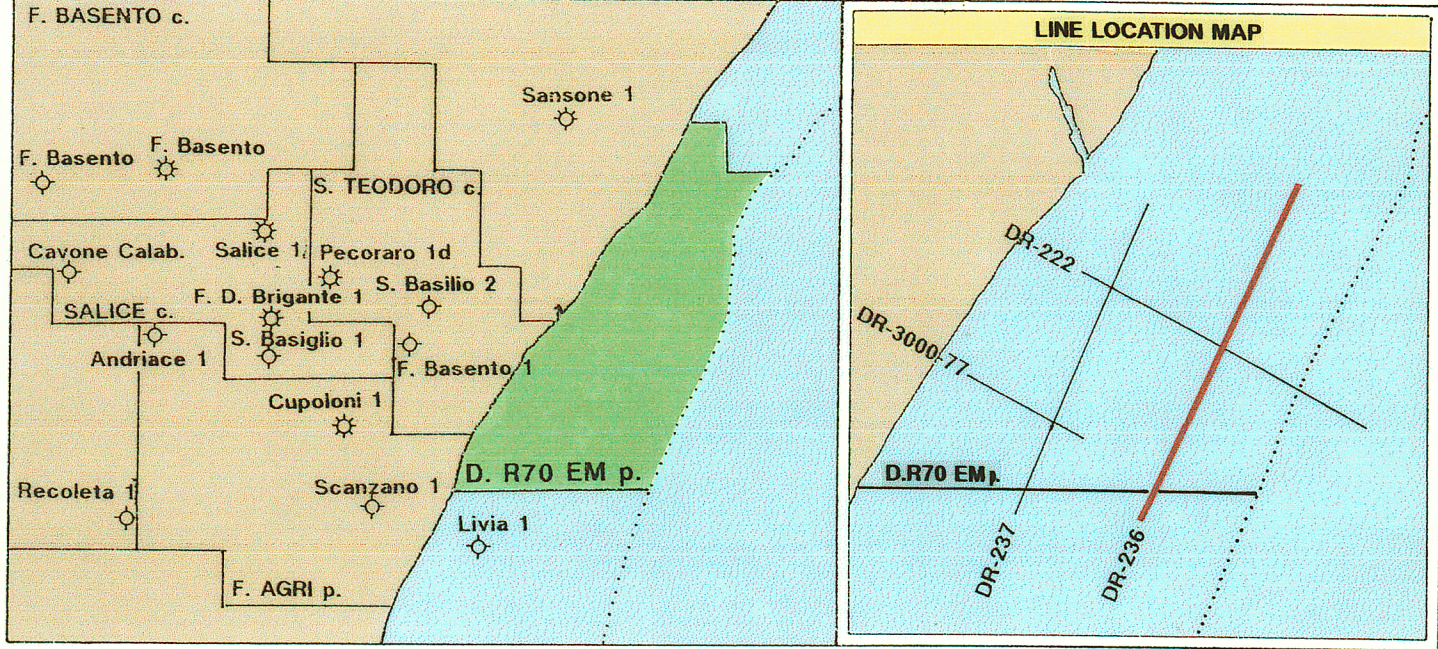 F. BASENTO c.
Sansone 1
F. Basento
F. Basento
S. TEODORO c.
Cavone Calab.
Salice 1
Pecoraro 1d
S. Basilio 2
F. D. Brigante 1
SALICE c.
S. Basiglio 1
Andriace 1
F. Basento 1
Cupoloni 1
D. R70 EM p.
Recoleta 1
Scanzano 1
Livia 1
F. AGRI p.
LINE LOCATION MAP
DR-222
DR-3000-77
D.R70 EM p.
DR-237
DR-236